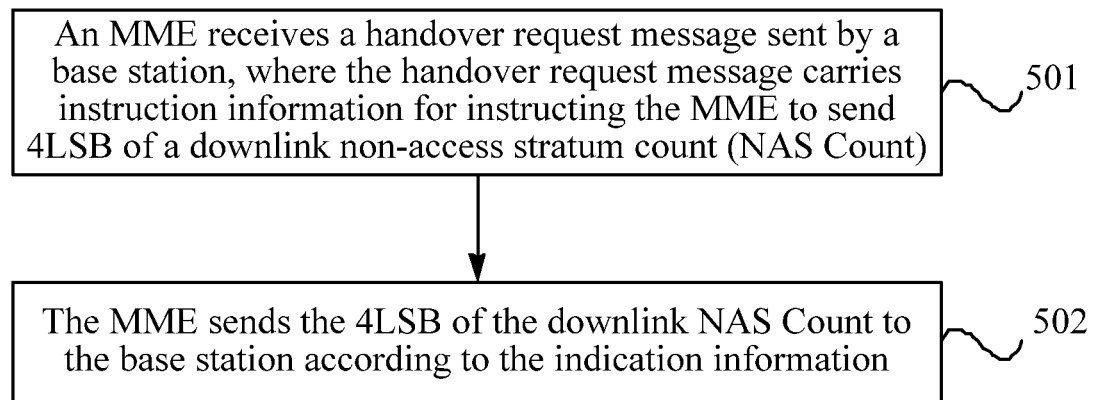 An MME receives a handover request message sent by a
base station, where the handover request message carries
instruction information for instructing the MME to send
4LSB of a downlink non-access stratum count (NAS Count)
501
The MME sends the 4LSB of the downlink NAS Count to
the base station according to the indication information
502